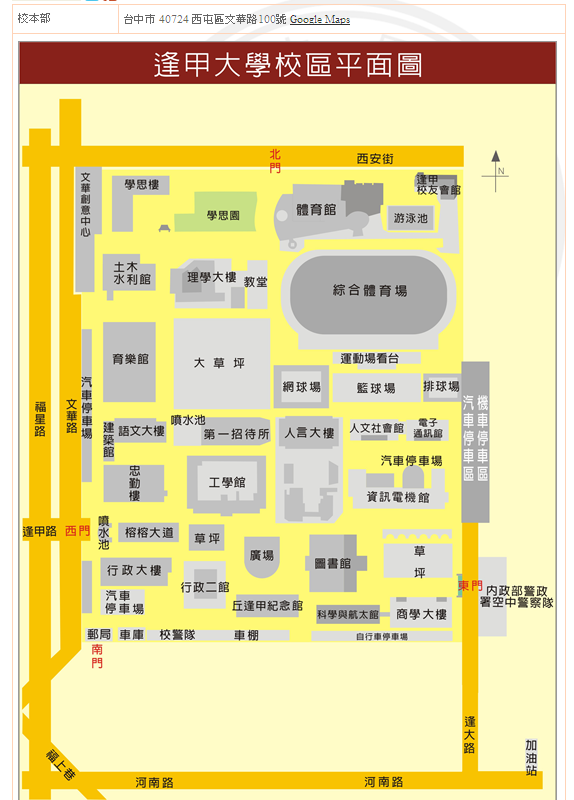 校本部
台中市 40724 西屯區文華路100號 Google Maps
逢甲大學校區平面圖
北門
西安街
N
文華創意中心
學思樓
學思園
體育館
逢甲
校友會館
游泳池
土木
水利館
理學大樓
教堂
綜合體育場
育樂館
大草坪
運動場看台
網球場
籃球場
排球場
福星路
文華路
汽車停車場
機車停車區
汽車停車區
建築館
語文大樓
噴水池
第一招待所
人言大樓
人文社會館
電子
通訊館
汽車停車場
忠勤樓
工學館
資訊電機館
逢甲路
西門
噴水池
榕榕大道
草坪
廣場
圖書館
草坪
行政大樓
行政二館
東門
內政部警政
署空中警察隊
汽車
停車場
丘逢甲紀念館
科學與航太館
商學大樓
郵局
車庫
校警隊
車棚
自行車停車場
南門
逢大路
加油站
福上巷
河南路
河南路